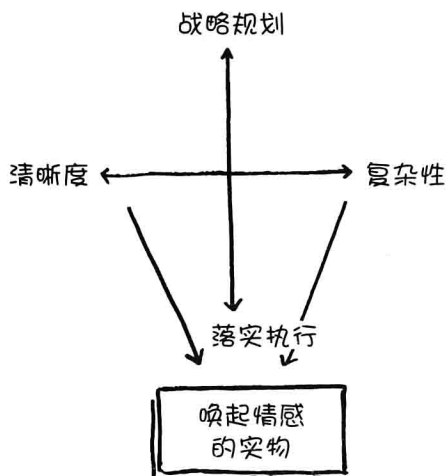 战略规划
清晰度
复杂性
落实执行
唤起情感
的实物